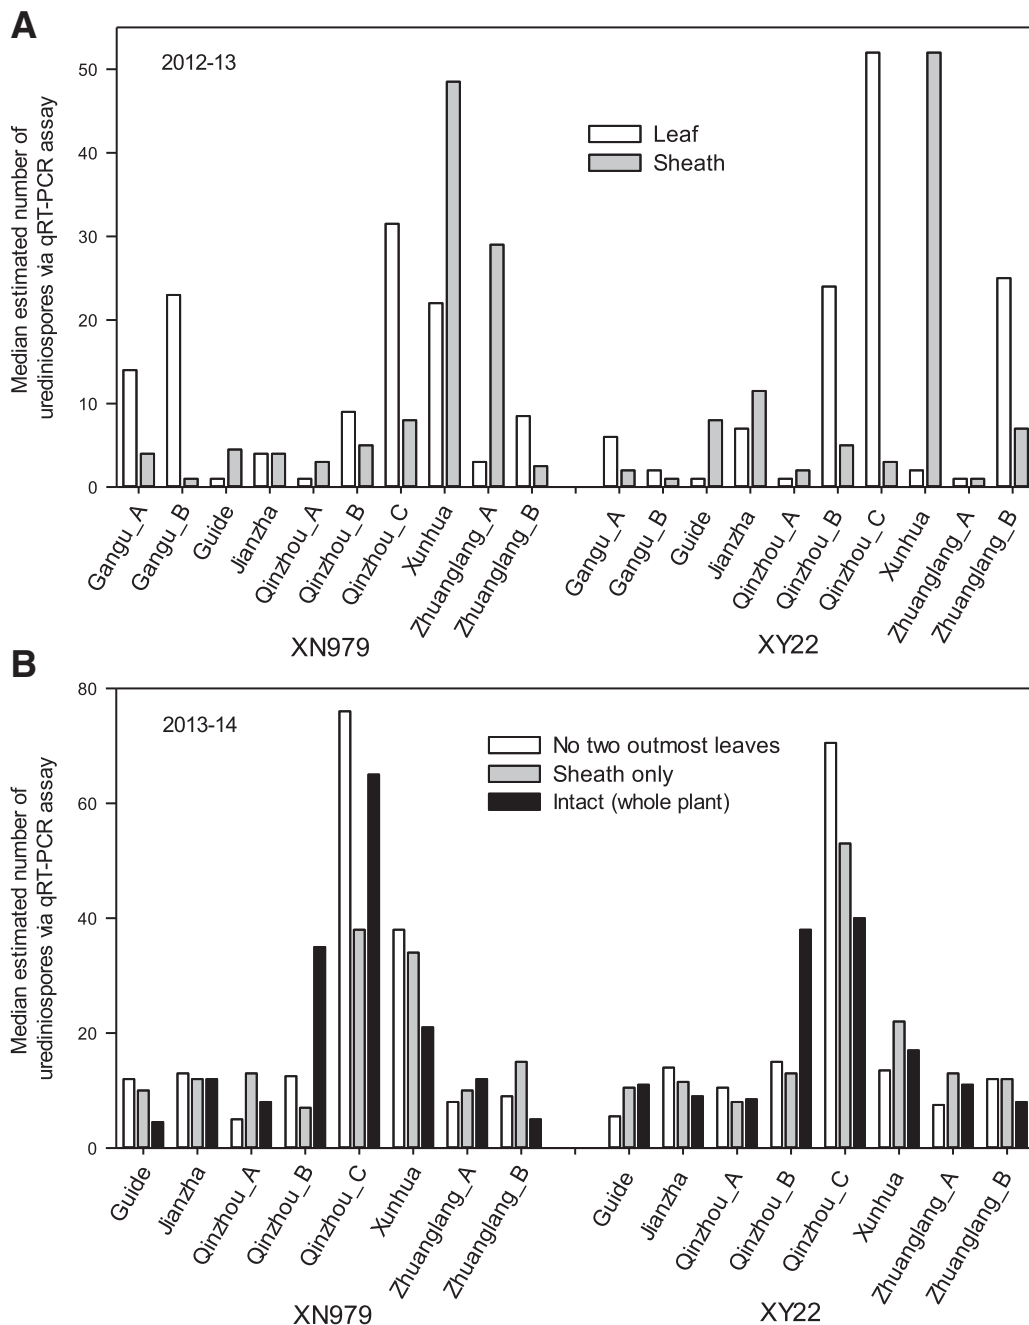 A
2012-13
Leaf
Sheath
Median estimated number of
urediniospores via qRT-PCR assay
50
40
30
20
10
0
Gangu_A
Gangu_B
Guide
Jianzha
Qinzhou_A
Qinzhou_B
Qinzhou_C
Xunhua
Zhuanglang_A
Zhuanglang_B
Gangu_A
Gangu_B
Guide
Jianzha
Qinzhou_A
Qinzhou_B
Qinzhou_C
Xunhua
Zhuanglang_A
Zhuanglang_B
XN979
XY22
B
2013-14
No two outmost leaves
Sheath only
Intact (whole plant)
Median estimated number of
urediniospores via qRT-PCR assay
80
60
40
20
0
Guide
Jianzha
Qinzhou_A
Qinzhou_B
Qinzhou_C
Xunhua
Zhuanglang_A
Zhuanglang_B
Guide
Jianzha
Qinzhou_A
Qinzhou_B
Qinzhou_C
Xunhua
Zhuanglang_A
Zhuanglang_B
XN979
XY22